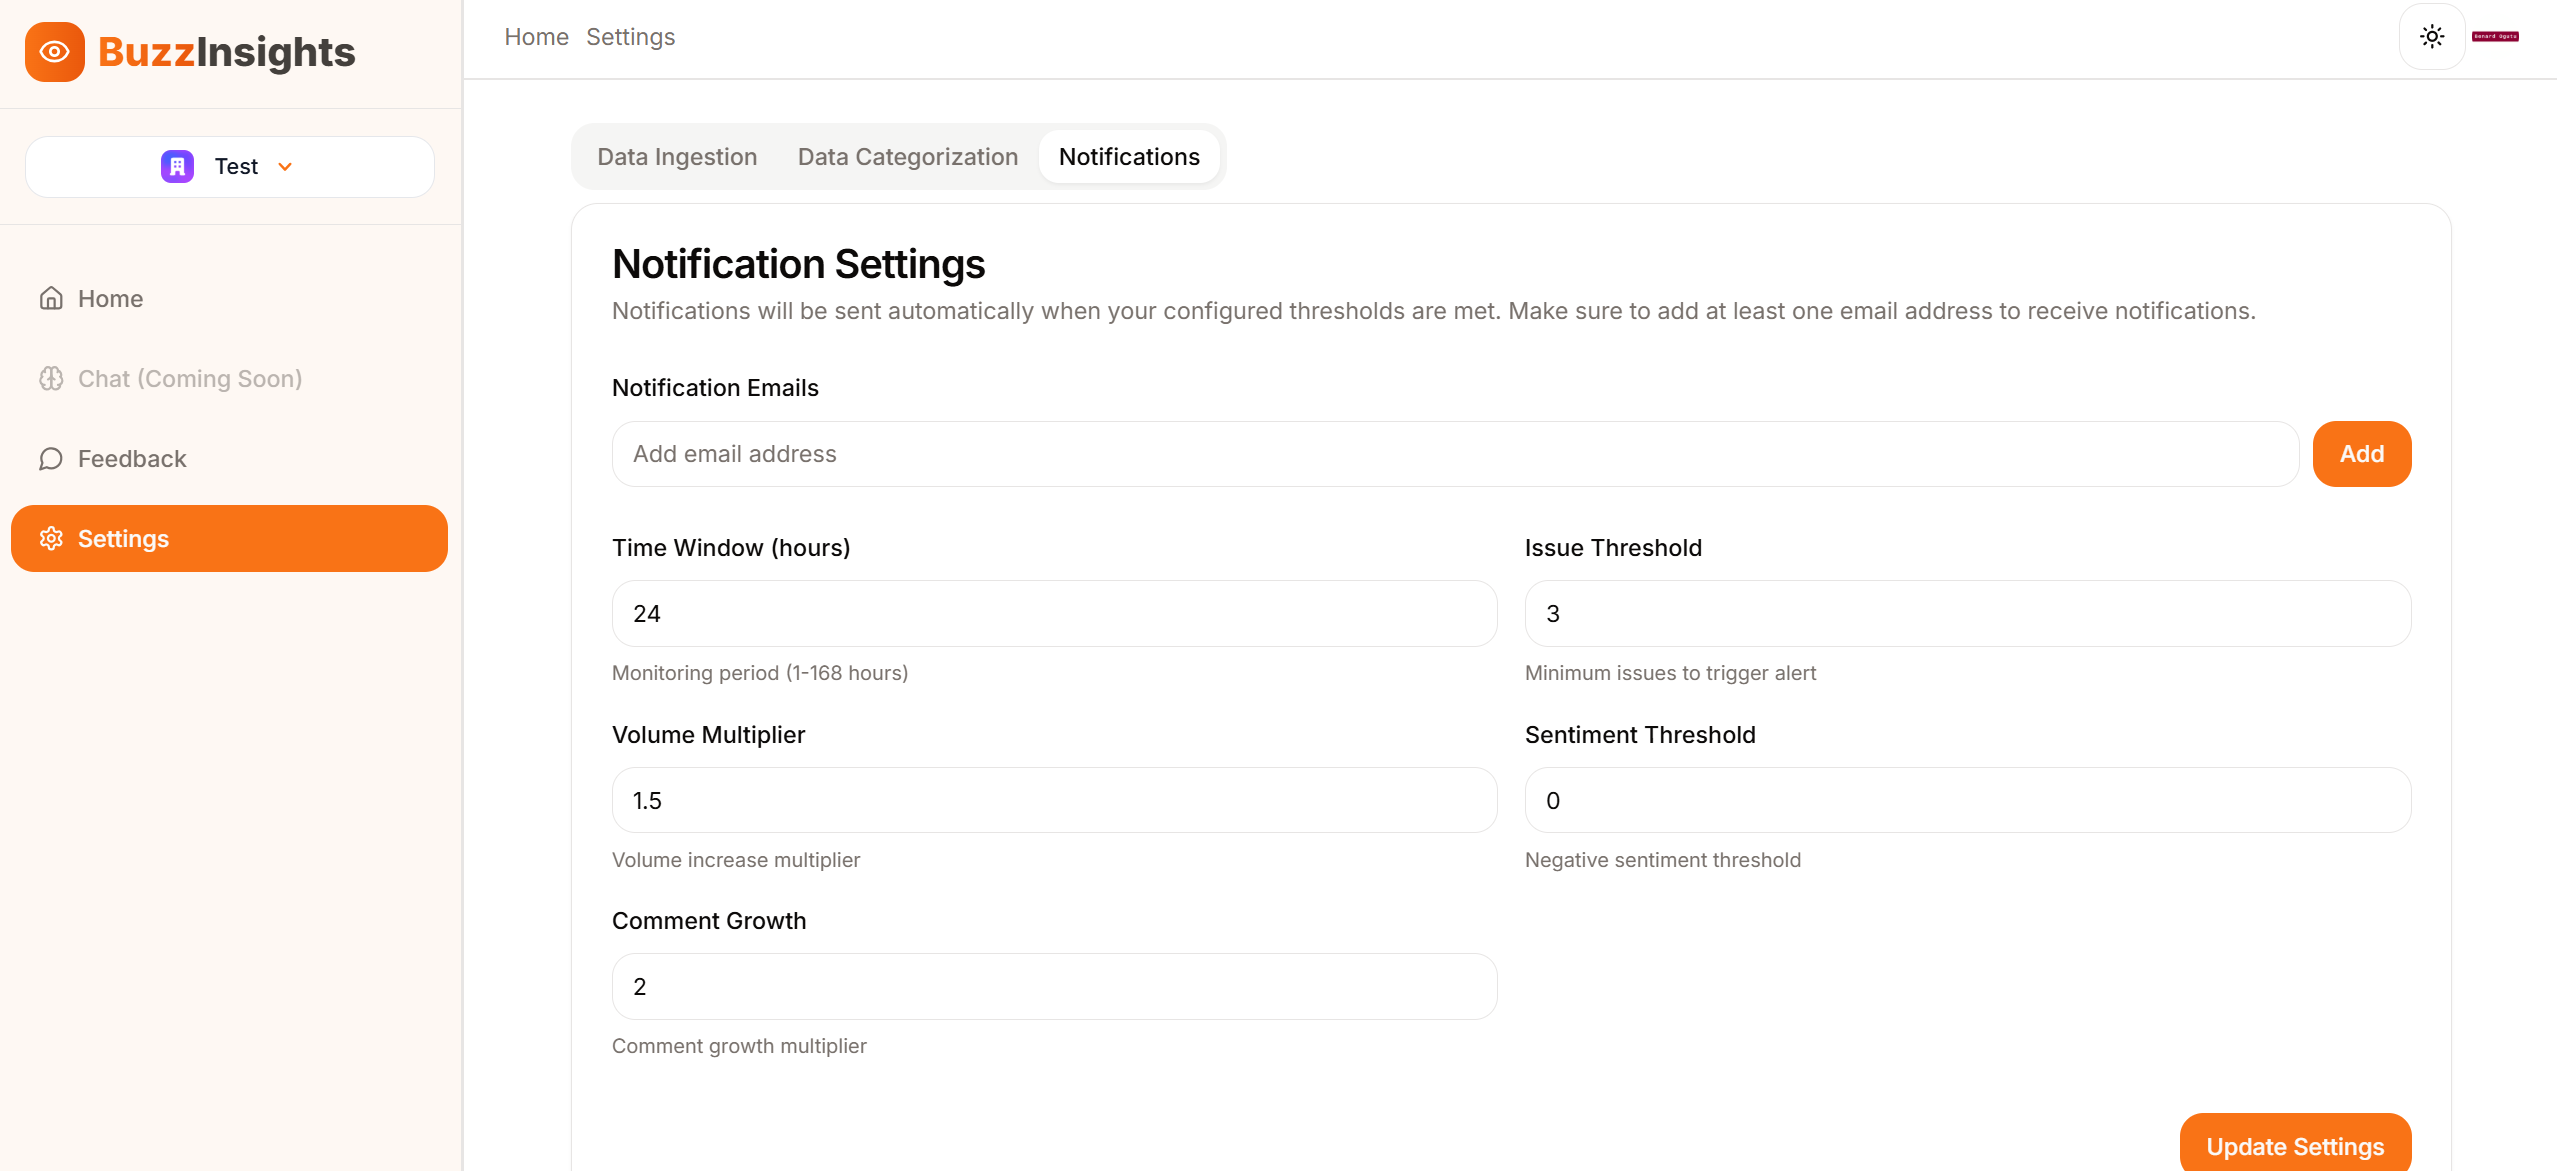 BuzzInsights
Test
Home
Chat (Coming Soon)
Feedback
Settings
Home Settings
Data Ingestion Data Categorization Notifications
Notification Settings
Notifications will be sent automatically when your configured thresholds are met. Make sure to add at least one email address to receive notifications.
Notification Emails
Add email address
Add
Time Window (hours)
24
Monitoring period (1-168 hours)
Issue Threshold
3
Minimum issues to trigger alert
Volume Multiplier
1.5
Volume increase multiplier
Sentiment Threshold
0
Negative sentiment threshold
Comment Growth
2
Comment growth multiplier
Update Settings